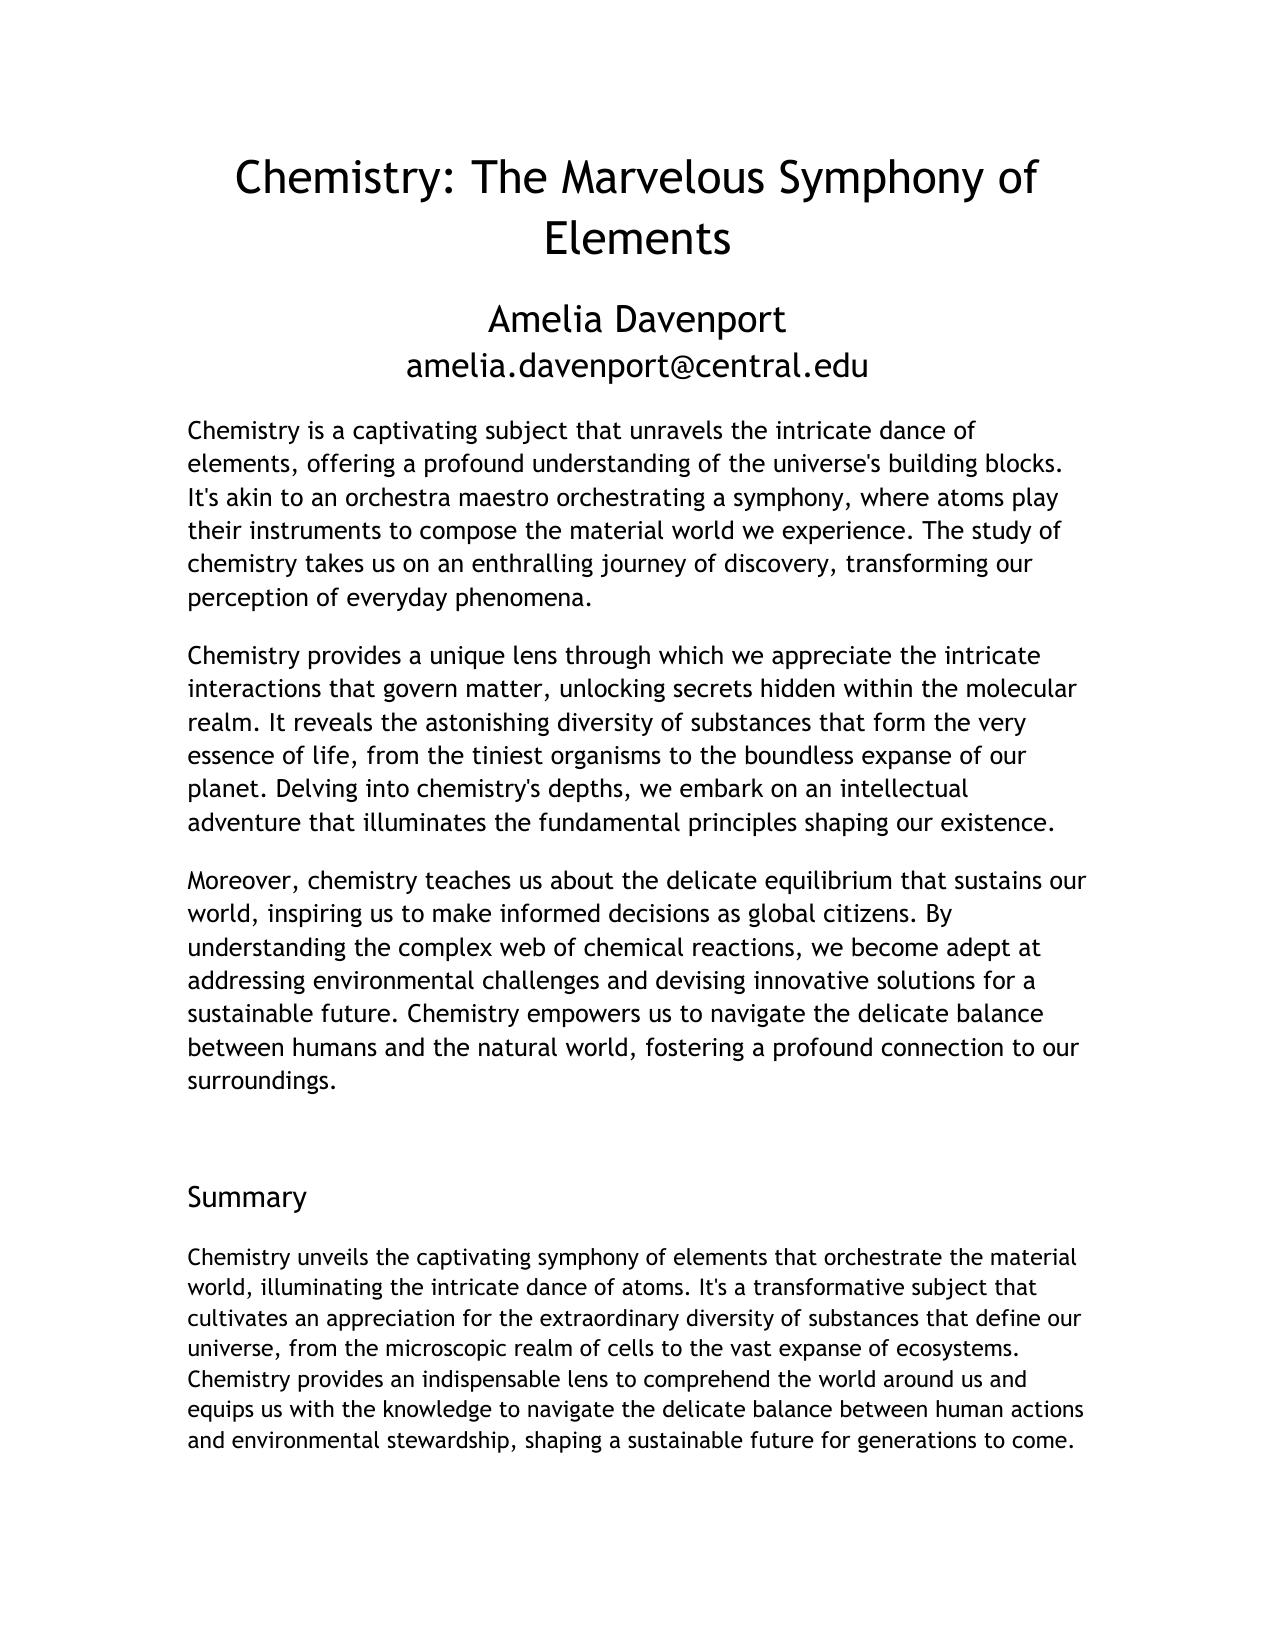 Chemistry: The Marvelous Symphony of
Elements
Amelia Davenport
amelia.davenport@central.edu
Chemistry is a captivating subject that unravels the intricate dance of
elements, offering a profound understanding of the universe's building blocks.
It's akin to an orchestra maestro orchestrating a symphony, where atoms play
their instruments to compose the material world we experience. The study of
chemistry takes us on an enthralling journey of discovery, transforming our
perception of everyday phenomena.
Chemistry provides a unique lens through which we appreciate the intricate
interactions that govern matter, unlocking secrets hidden within the molecular
realm. It reveals the astonishing diversity of substances that form the very
essence of life, from the tiniest organisms to the boundless expanse of our
planet. Delving into chemistry's depths, we embark on an intellectual
adventure that illuminates the fundamental principles shaping our existence.
Moreover, chemistry teaches us about the delicate equilibrium that sustains our
world, inspiring us to make informed decisions as global citizens. By
understanding the complex web of chemical reactions, we become adept at
addressing environmental challenges and devising innovative solutions for a
sustainable future. Chemistry empowers us to navigate the delicate balance
between humans and the natural world, fostering a profound connection to our
surroundings.
Summary
Chemistry unveils the captivating symphony of elements that orchestrate the material
world, illuminating the intricate dance of atoms. It's a transformative subject that
cultivates an appreciation for the extraordinary diversity of substances that define our
universe, from the microscopic realm of cells to the vast expanse of ecosystems.
Chemistry provides an indispensable lens to comprehend the world around us and
equips us with the knowledge to navigate the delicate balance between human actions
and environmental stewardship, shaping a sustainable future for generations to come.